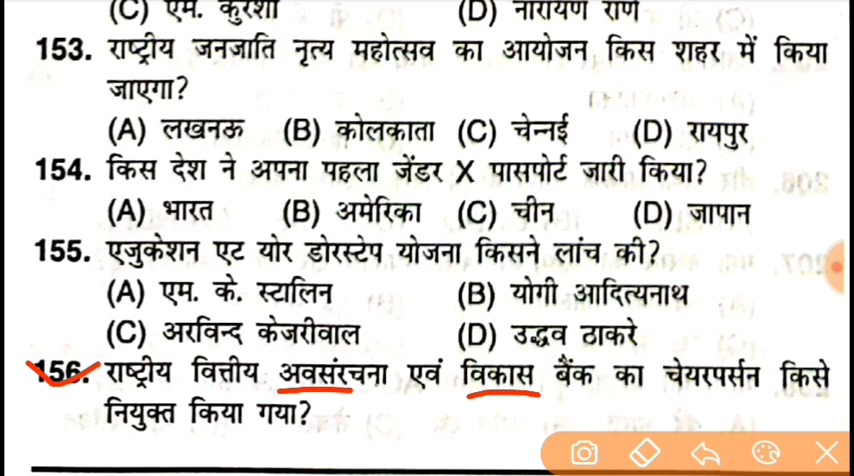 (C) एम. कुरैशी (D) नारायण राणे
153. राष्ट्रीय जनजाति नृत्य महोत्सव का आयोजन किस शहर में किया
जाएगा?
(A) लखनऊ (B) कोलकाता (C) चेन्नई (D) रायपुर
154. किस देश ने अपना पहला जेंडर X पासपोर्ट जारी किया?
(A) भारत (B) अमेरिका (C) चीन (D) जापान
155. एजुकेशन एट योर डोरस्टेप योजना किसने लांच की?
(A) एम. के. स्टालिन (B) योगी आदित्यनाथ
(C) अरविन्द केजरीवाल (D) उद्धव ठाकरे
156. राष्ट्रीय वित्तीय अवसंरचना एवं विकास बैंक का चेयरपर्सन किसे
नियुक्त किया गया?